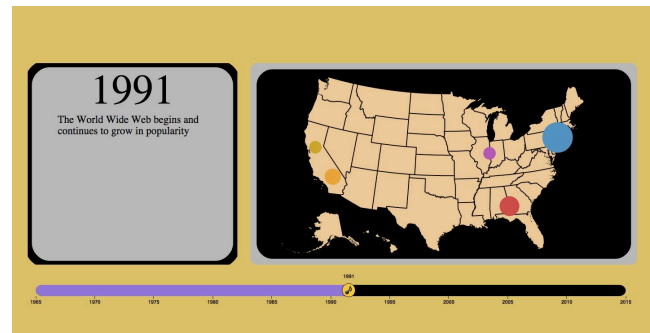 1991
The World Wide Web begins and
continues to grow in popularity
1991
1965 1970 1975 1980 1985 1990 1995 2000 2005 2010 2015